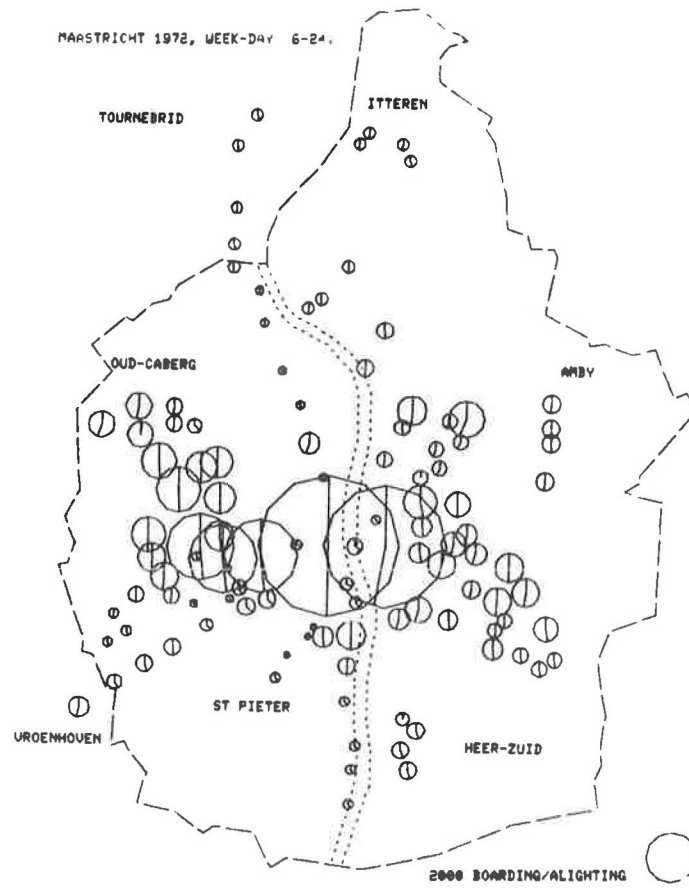 MAASTRICHT 1972, WEEK-DAY 6-24.
TOURNEBRID
ITTEREN
OUD-CABERG
AMBY
ST PIETER
VROENHOVEN
HEER-ZUID
2000 BOARDING/ALIGHTING